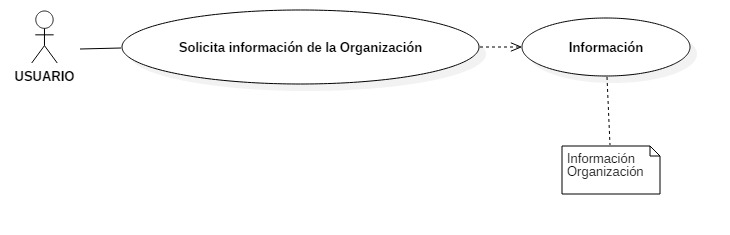 USUARIO
Solicita información de la Organización
Información
Información
Organización